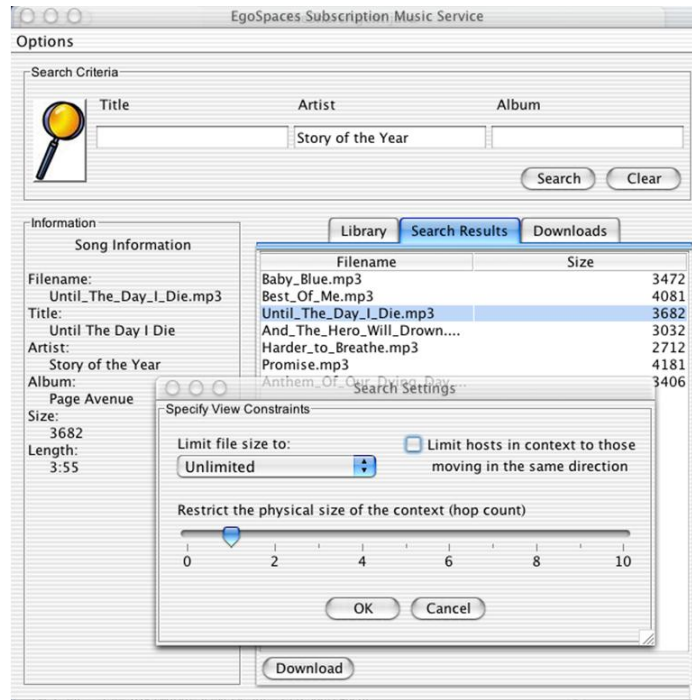 EgoSpaces Subscription Music Service
Options
Search Criteria
Title Artist Album
Story of the Year
Search Clear
Information
Song Information
Filename:
Until_The_Day_I_Die.mp3
Title:
Until The Day I Die
Artist:
Story of the Year
Album:
Page Avenue
Size:
3682
Length:
3:55
Library Search Results Downloads
Filename Size
Baby_Blue.mp3 3472
Best_Of_Me.mp3 4081
Until_The_Day_I_Die.mp3 3682
And_The_Hero_Will_Drown.... 3032
Harder_to_Breathe.mp3 2712
Promise.mp3 4181
Anthem_Of_Our_Dying_Day.... 3406
Search Settings
Specify View Constraints
Limit file size to:
Unlimited
Limit hosts in context to those
moving in the same direction
Restrict the physical size of the context (hop count)
0 2 4 6 8 10
OK Cancel
Download